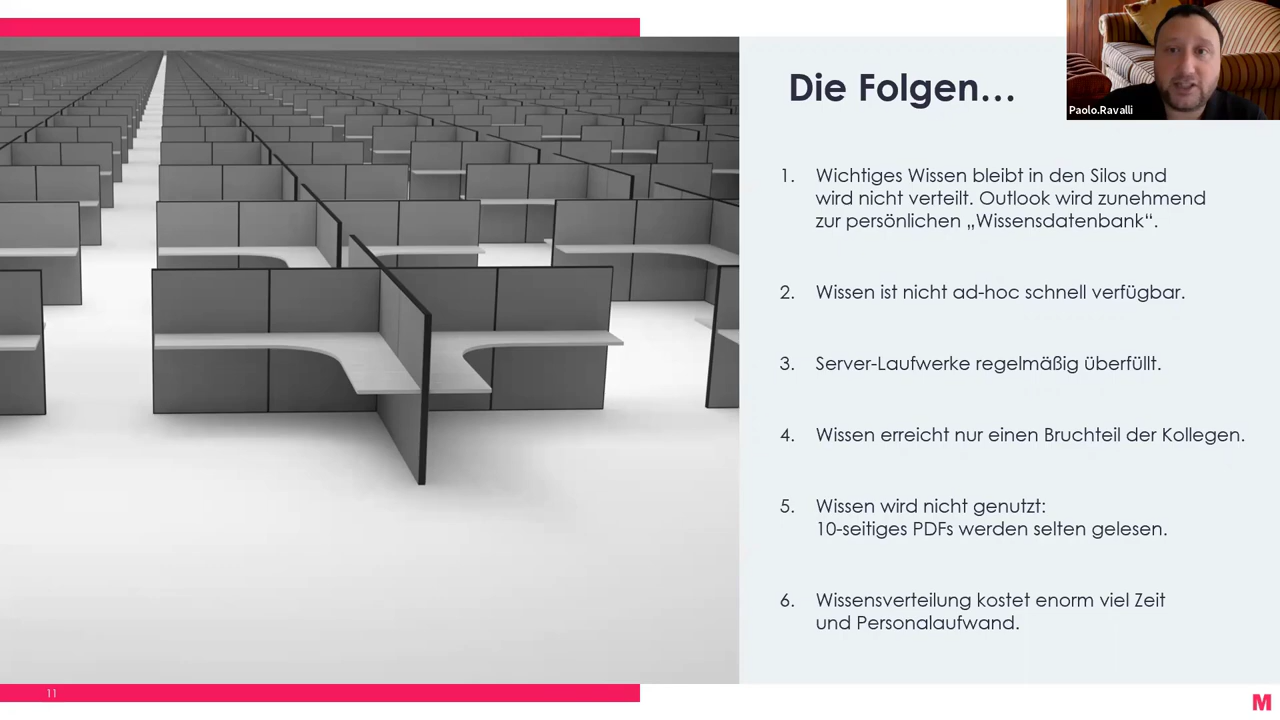 Die Folgen…
Paolo.Ravalli
1. Wichtiges Wissen bleibt in den Silos und
wird nicht verteilt. Outlook wird zunehmend
zur persönlichen „Wissensdatenbank“.
2. Wissen ist nicht ad-hoc schnell verfügbar.
3. Server-Laufwerke regelmäßig überfüllt.
4. Wissen erreicht nur einen Bruchteil der Kollegen.
5. Wissen wird nicht genutzt:
10-seitiges PDFs werden selten gelesen.
6. Wissensverteilung kostet enorm viel Zeit
und Personalaufwand.
11
M